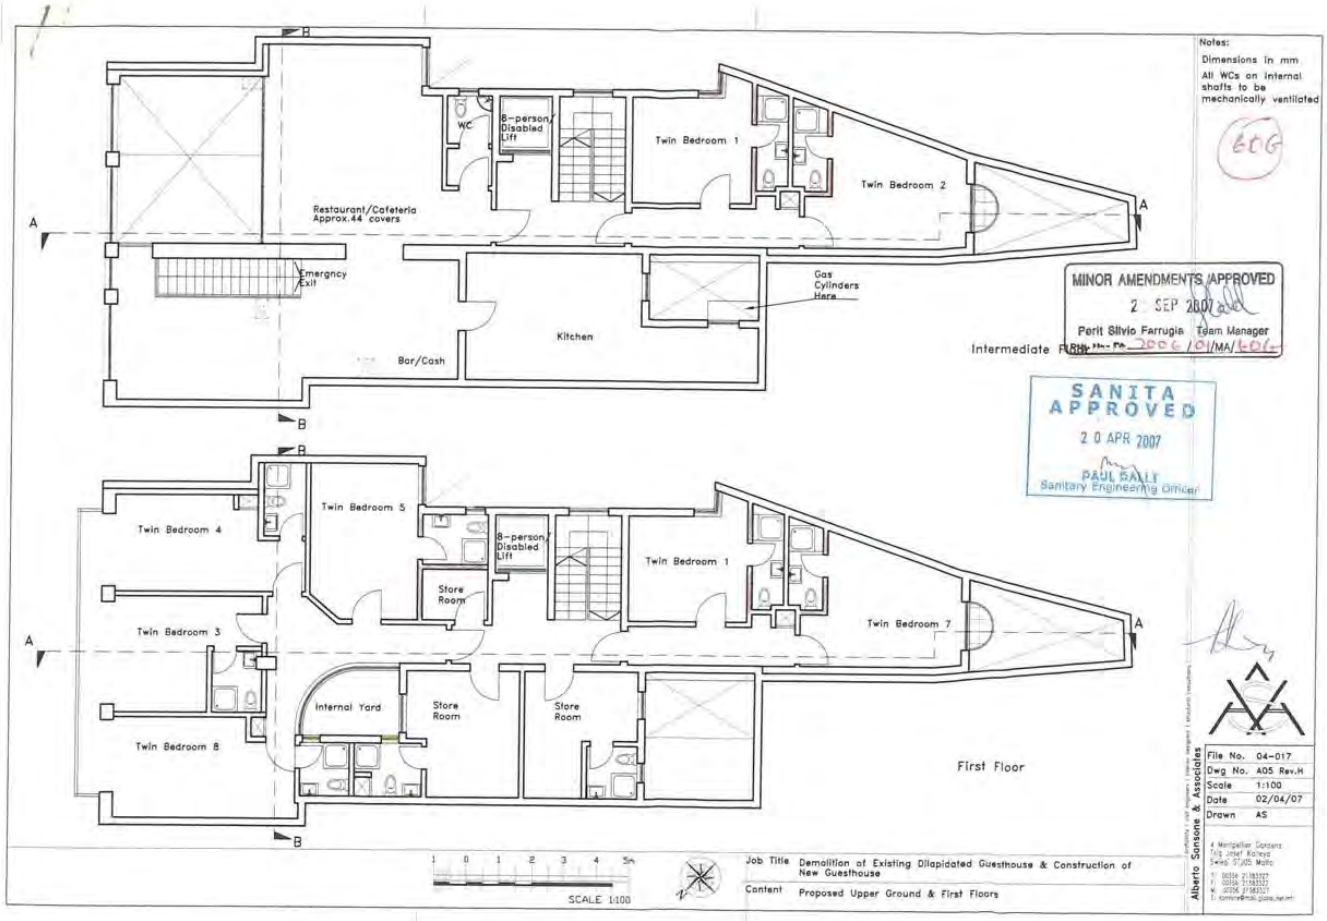 B
Notes:
Dimensions in mm
All WCs on internal
shafts to be
mechanically ventilated
WC
8-person/
Disabled
Lift
Twin Bedroom 1
Twin Bedroom 2
Restaurant/Cafeteria
Approx.44 covers
A
A
Emergncy
Exit
Gas
Cylinders
Here
Kitchen
Bar/Cash
Intermediate
MINOR AMENDMENTS APPROVED
2 SEP 2007
Perit Silvio Farrugia Team Manager
2006 /01/MA/
SANITA
APPROVED
20 APR 2007
PAUL DALLI
Sanitary Engineering Officer
B
B
Twin Bedroom 4
Twin Bedroom 5
8-person/
Disabled
Lift
Twin Bedroom 1
Store
Room
Twin Bedroom 3
Twin Bedroom 7
A
A
Internal Yard
Store
Room
Store
Room
Twin Bedroom 8
First Floor
B
File No. 04-017
Dwg No. A05 Rev.H
Scale 1:100
Date 02/04/07
Drawn AS
Alberto Sansone & Associates
4 Montpellier Gardens
1 0 1 2 3 4 5m
SCALE 1:100
Job Title Demolition of Existing Dilapidated Guesthouse & Construction of
New Guesthouse
Content Proposed Upper Ground & First Floors